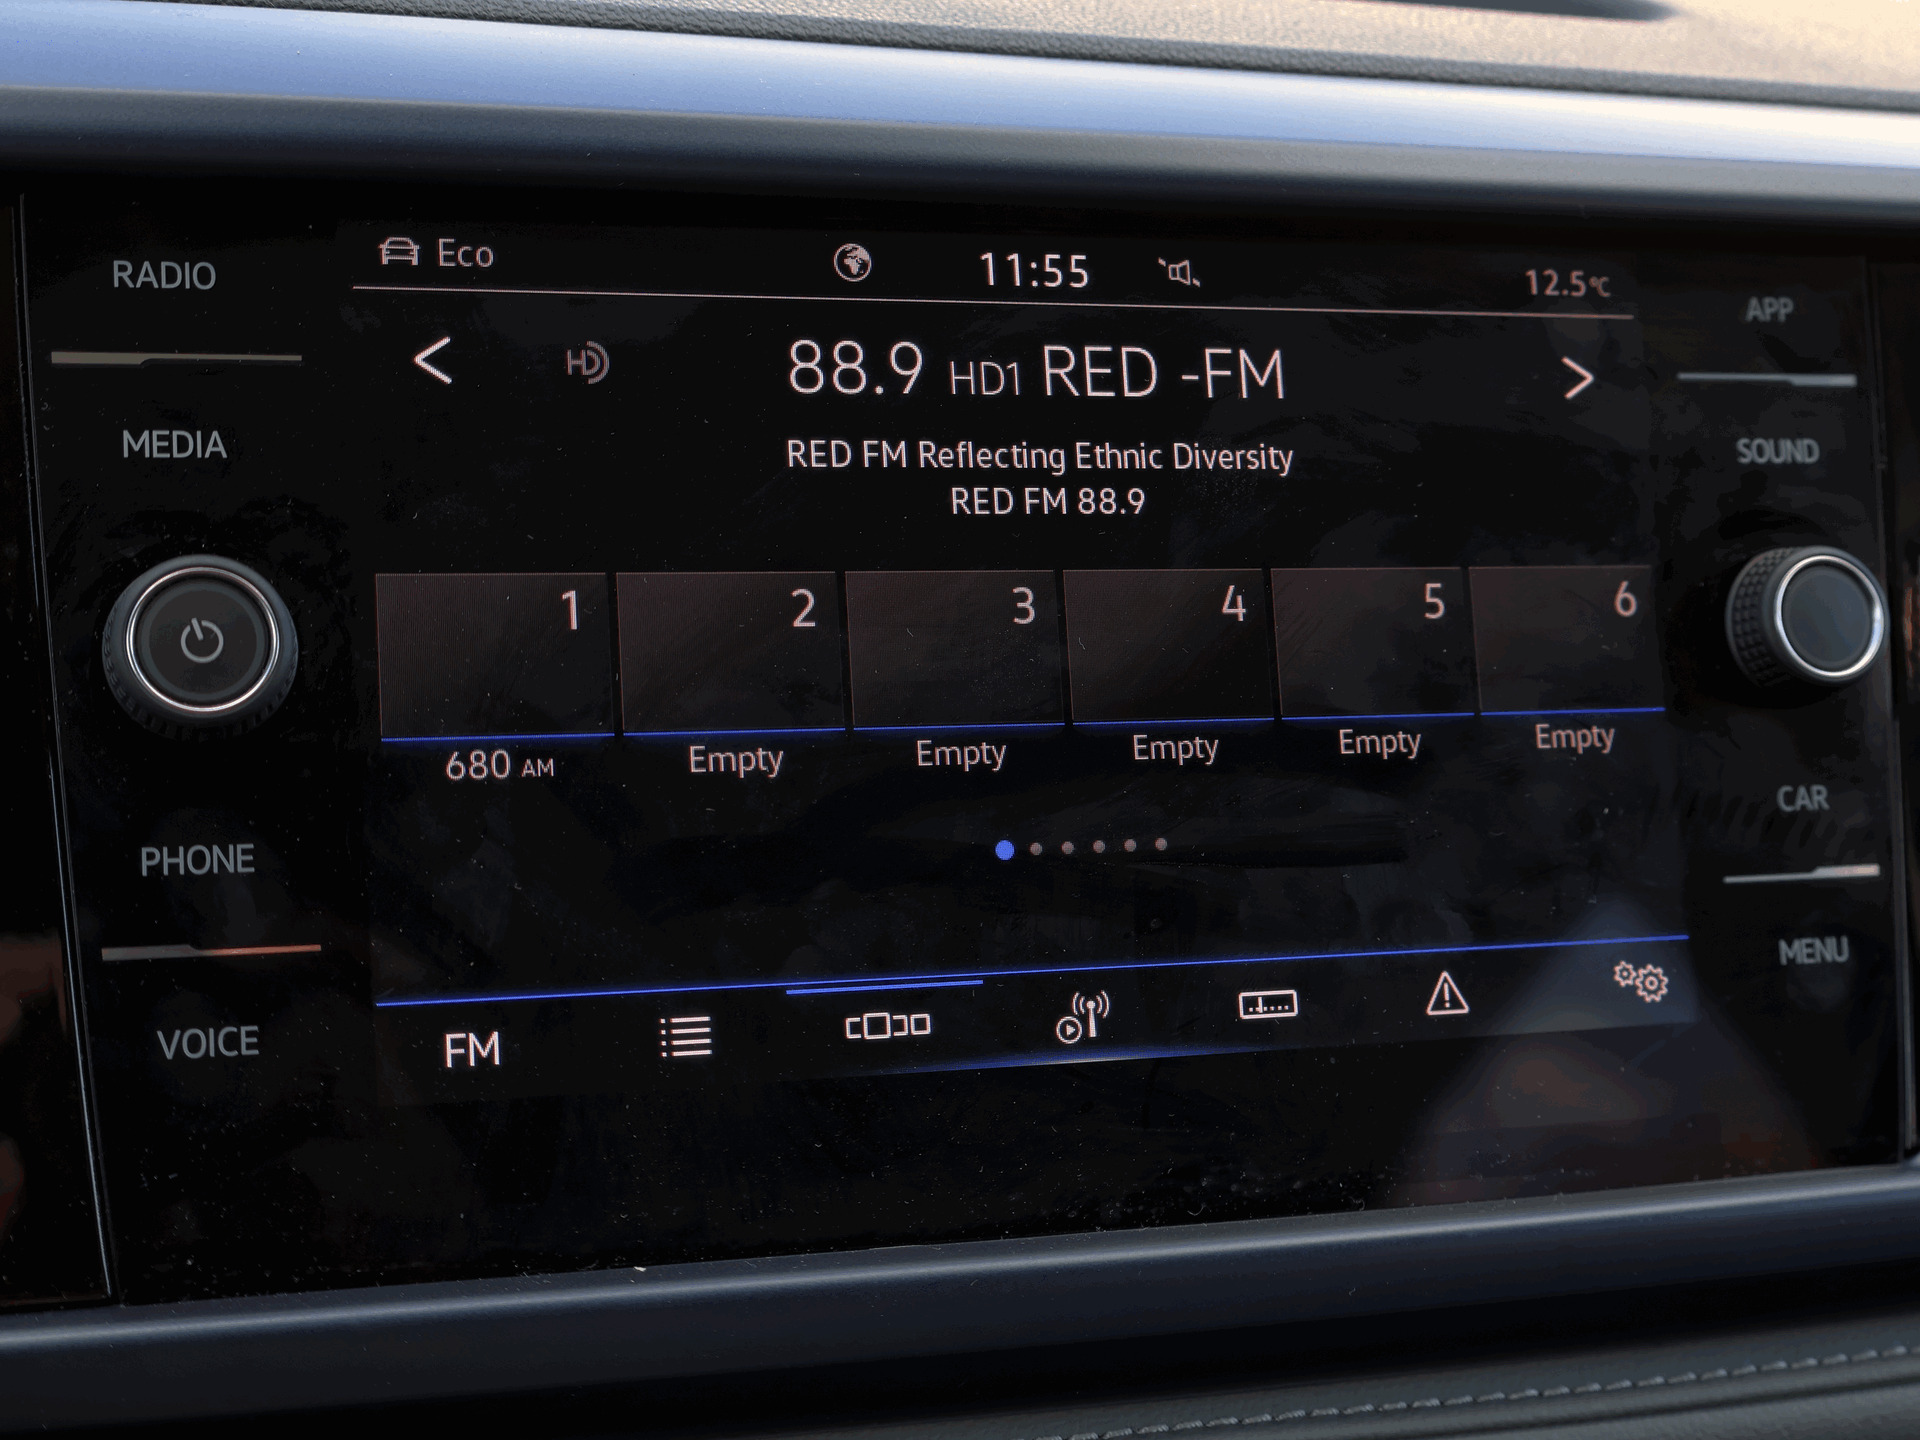 RADIO
MEDIA
PHONE
VOICE
Eco
11:55
12.5°C
HD
88.9 HD1 RED -FM
RED FM Reflecting Ethnic Diversity
RED FM 88.9
1 2 3 4 5 6
680 AM Empty Empty Empty Empty Empty
FM
APP
SOUND
CAR
MENU